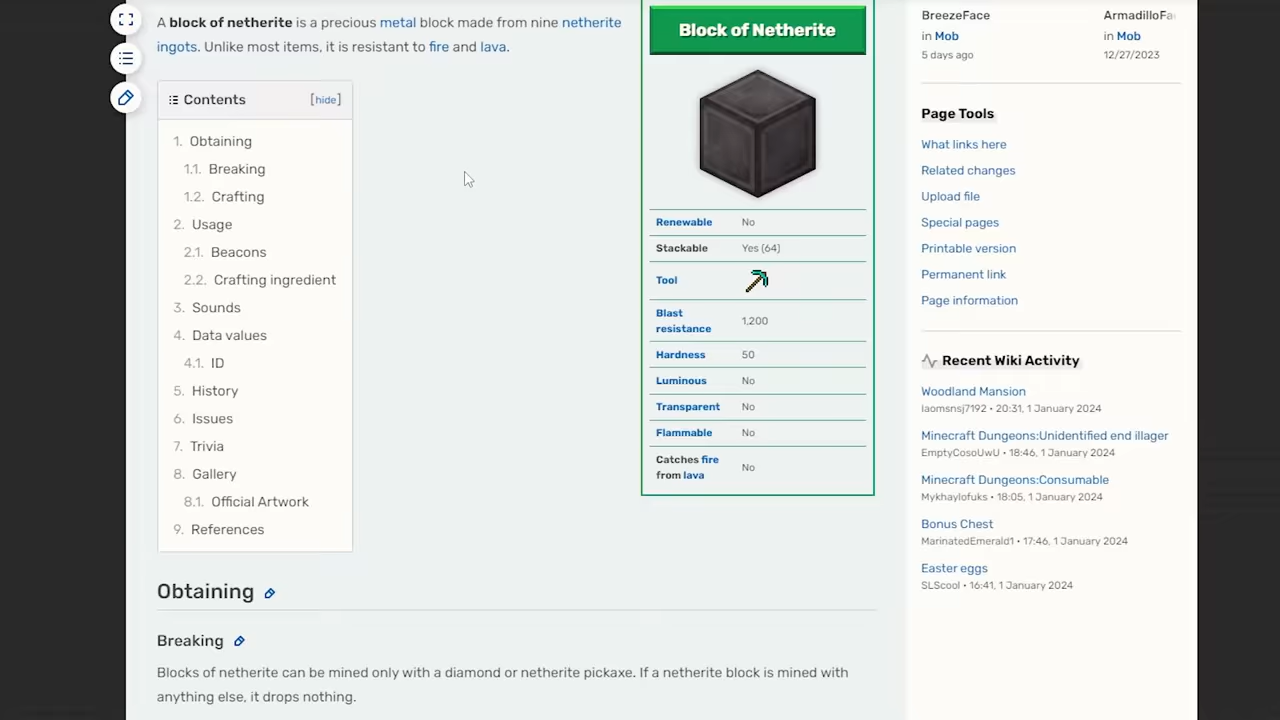 A block of netherite is a precious metal block made from nine netherite
ingots. Unlike most items, it is resistant to fire and lava.
Contents [hide]
1. Obtaining
1.1. Breaking
1.2. Crafting
2. Usage
2.1. Beacons
2.2. Crafting ingredient
3. Sounds
4. Data values
4.1. ID
5. History
6. Issues
7. Trivia
8. Gallery
8.1. Official Artwork
9. References
Obtaining
Breaking
Blocks of netherite can be mined only with a diamond or netherite pickaxe. If a netherite block is mined with
anything else, it drops nothing.
Block of Netherite
Renewable No
Stackable Yes (64)
Tool
Blast
resistance 1,200
Hardness 50
Luminous No
Transparent No
Flammable No
Catches fire
from lava No
BreezeFace
in Mob
5 days ago
ArmadilloFa
in Mob
12/27/2023
Page Tools
What links here
Related changes
Upload file
Special pages
Printable version
Permanent link
Page information
Recent Wiki Activity
Woodland Mansion
Iaomsnsj7192 • 20:31, 1 January 2024
Minecraft Dungeons:Unidentified end illager
EmptyCosoUwU • 18:46, 1 January 2024
Minecraft Dungeons:Consumable
Mykhaylofuks • 18:05, 1 January 2024
Bonus Chest
MarinatedEmerald1 • 17:46, 1 January 2024
Easter eggs
SLScool • 16:41, 1 January 2024